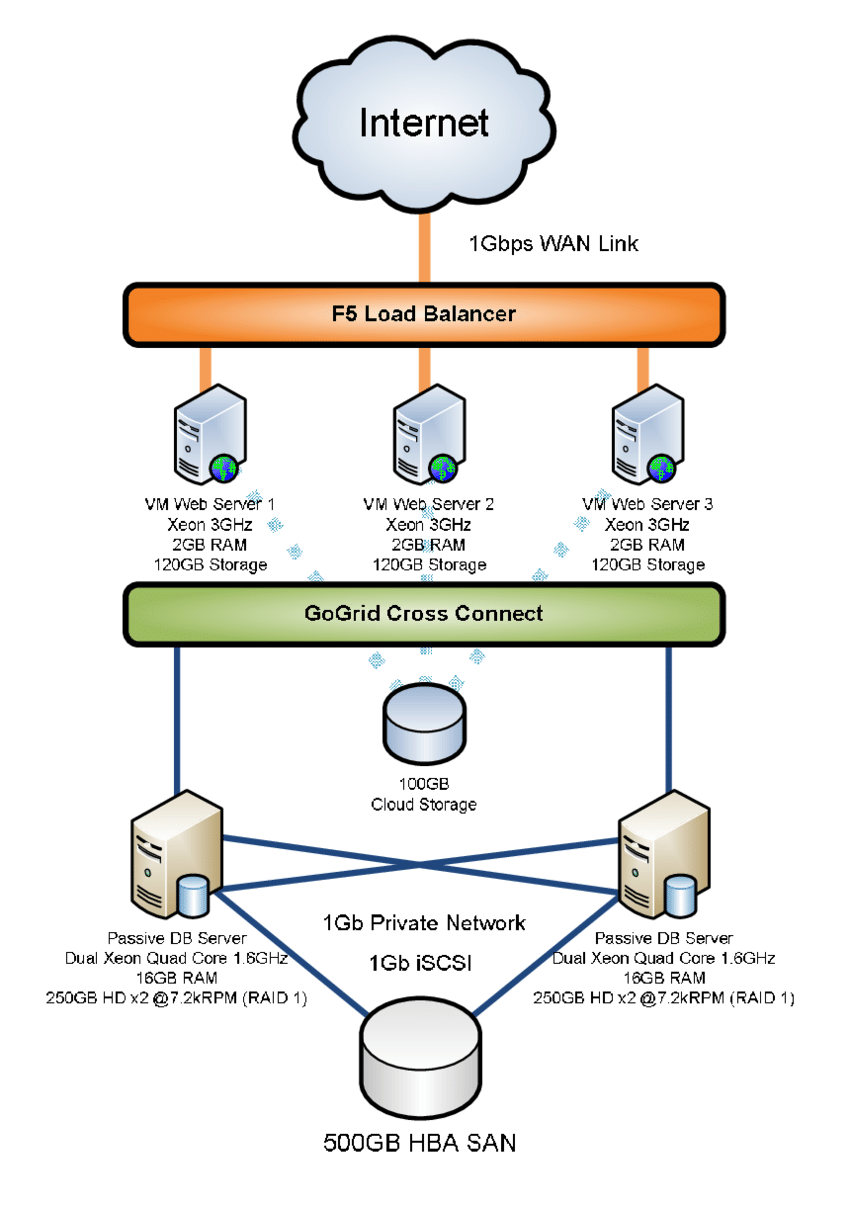 Internet
1Gbps WAN Link
F5 Load Balancer
VM Web Server 1
Xeon 3GHz
2GB RAM
120GB Storage
VM Web Server 2
Xeon 3GHz
2GB RAM
120GB Storage
VM Web Server 3
Xeon 3GHz
2GB RAM
120GB Storage
GoGrid Cross Connect
100GB
Cloud Storage
Passive DB Server
Dual Xeon Quad Core 1.6GHz
16GB RAM
250GB HD x2 @7.2kRPM (RAID 1)
1Gb Private Network
1Gb iSCSI
Passive DB Server
Dual Xeon Quad Core 1.6GHz
16GB RAM
250GB HD x2 @7.2kRPM (RAID 1)
500GB HBA SAN